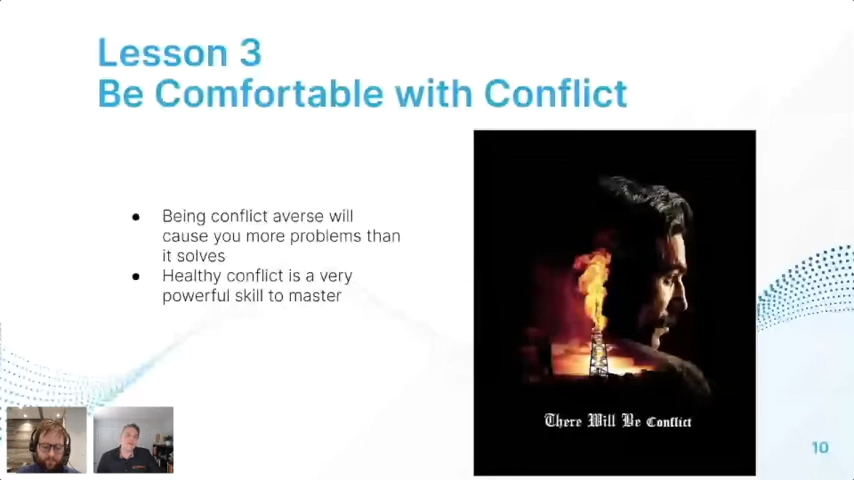 Lesson 3
Be Comfortable with Conflict
● Being conflict averse will
cause you more problems than
it solves
● Healthy conflict is a very
powerful skill to master
There Will Be Conflict
10